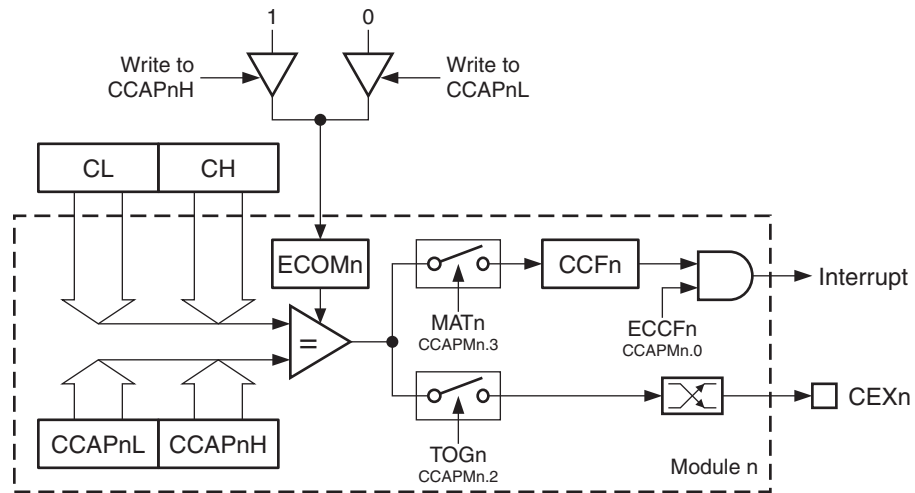 1
0
Write to
CCAPnH
Write to
CCAPnL
CL
CH
ECOMn
CCFn
Interrupt
MATn
CCAPMn.3
ECCFn
CCAPMn.0
=
CEXn
CCAPnL
CCAPnH
TOGn
CCAPMn.2
Module n